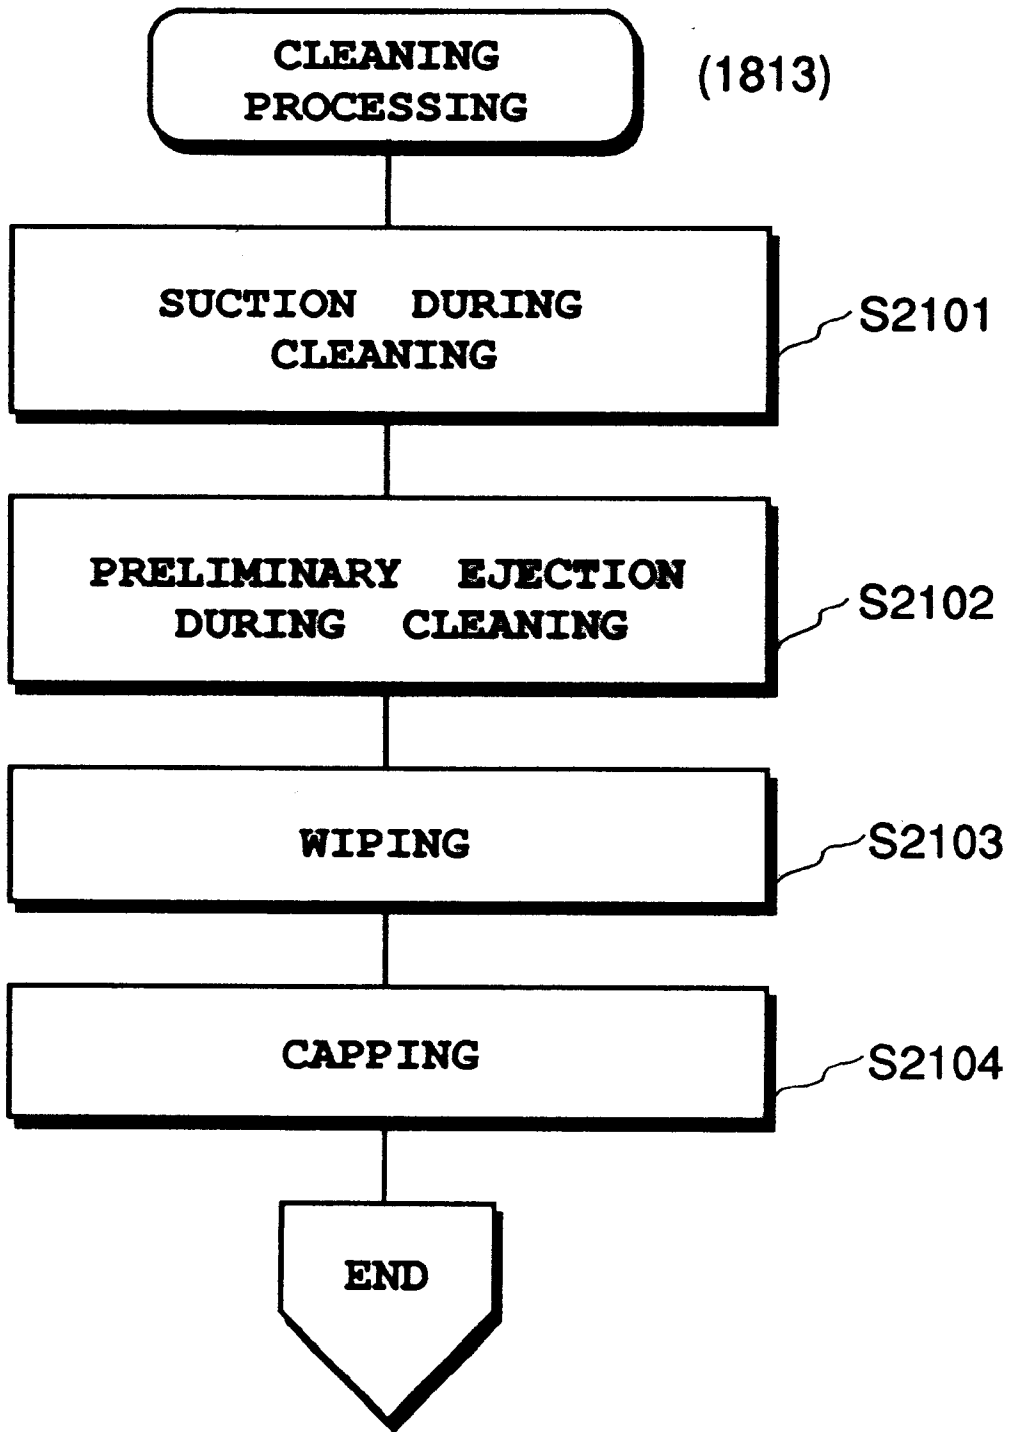 CLEANING
PROCESSING
(1813)
SUCTION DURING
CLEANING
S2101
PRELIMINARY EJECTION
DURING CLEANING
S2102
WIPING
S2103
CAPPING
S2104
END